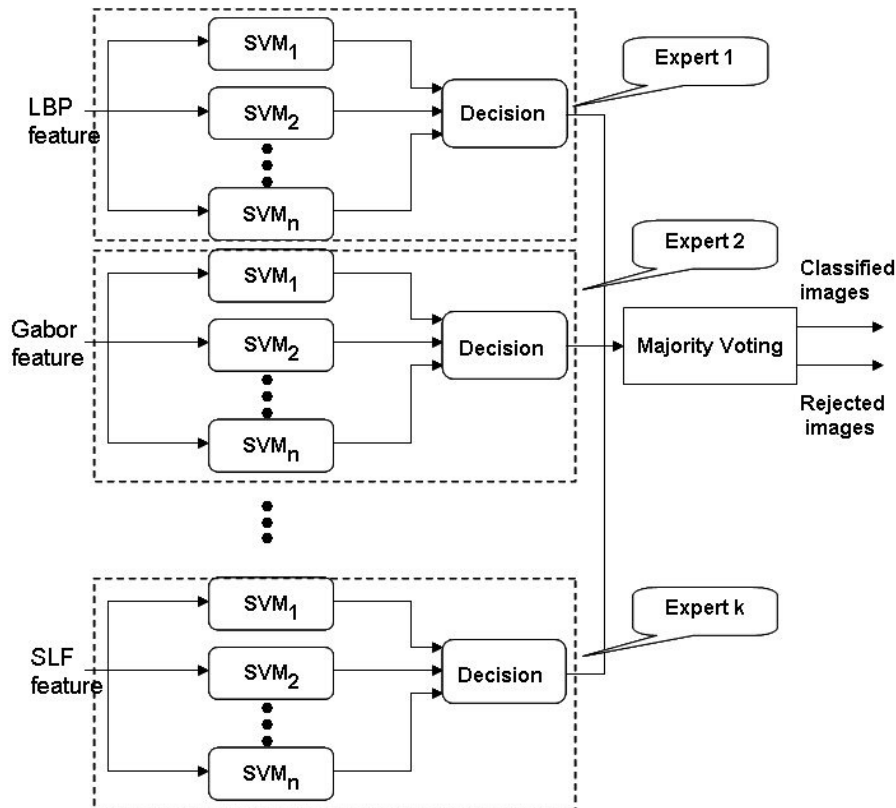 SVM1
LBP
feature
SVM2
SVMn
Decision
Expert 1
SVM1
Gabor
feature
SVM2
SVMn
Decision
Expert 2
Majority Voting
Classified
images
Rejected
images
SVM1
SLF
feature
SVM2
SVMn
Decision
Expert k